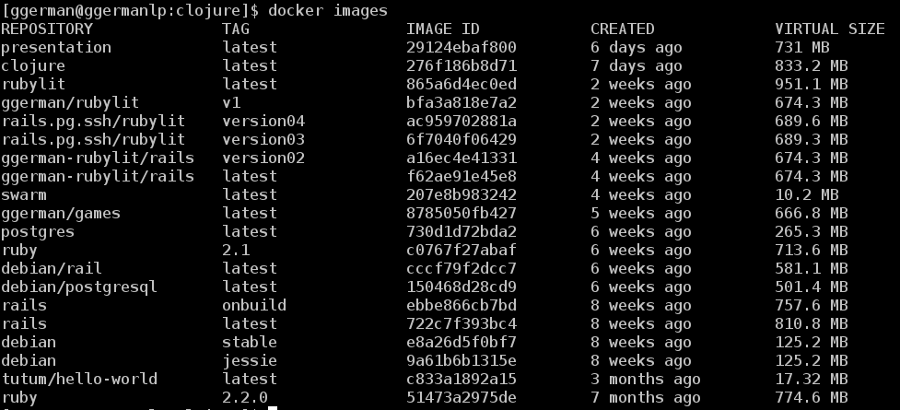 [ggerman@ggermanlp:clojure]$ docker images
REPOSITORY TAG IMAGE ID CREATED VIRTUAL SIZE
presentation latest 29124ebaf800 6 days ago 731 MB
clojure latest 276f186b8d71 7 days ago 833.2 MB
rubylit latest 865a6d4ec0ed 2 weeks ago 951.1 MB
ggerman/rubylit v1 bfa3a818e7a2 2 weeks ago 674.3 MB
rails.pg.ssh/rubylit version04 ac959702881a 2 weeks ago 689.6 MB
rails.pg.ssh/rubylit version03 6f7040f06429 2 weeks ago 689.3 MB
ggerman-rubylit/rails version02 a16ec4e41331 4 weeks ago 674.3 MB
ggerman-rubylit/rails latest f62ae91e45e8 4 weeks ago 674.3 MB
swarm latest 207e8b983242 4 weeks ago 10.2 MB
ggerman/games latest 8785050fb427 5 weeks ago 666.8 MB
postgres latest 730d1d72bda2 6 weeks ago 265.3 MB
ruby 2.1 c0767f27abaf 6 weeks ago 713.6 MB
debian/rail latest cccf79f2dcc7 6 weeks ago 581.1 MB
debian/postgresql latest 150468d28cd9 6 weeks ago 501.4 MB
rails onbuild ebbe866cb7bd 8 weeks ago 757.6 MB
rails latest 722c7f393bc4 8 weeks ago 810.8 MB
debian stable e8a26d5f0bf7 8 weeks ago 125.2 MB
debian jessie 9a61b6b1315e 8 weeks ago 125.2 MB
tutum/hello-world latest c833a1892a15 3 months ago 17.32 MB
ruby 2.2.0 51473a2975de 7 months ago 774.6 MB